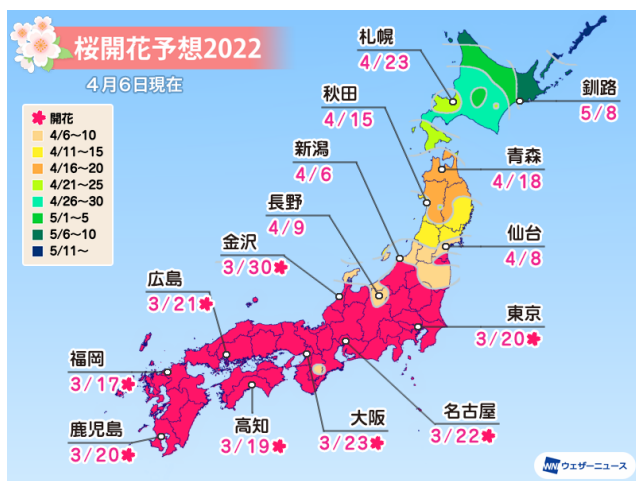 桜開花予想2022
4月6日現在
開花
4/6～10
4/11～15
4/16～20
4/21～25
4/26～30
5/1～5
5/6～10
5/11～
札幌
4/23
釧路
5/8
秋田
4/15
青森
4/18
新潟
4/6
長野
4/9
仙台
4/8
金沢
3/30
広島
3/21
東京
3/20
福岡
3/17
鹿児島
3/20
高知
3/19
大阪
3/23
名古屋
3/22
WNI ウェザーニュース